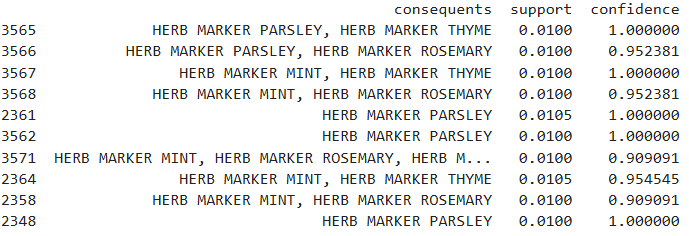 consequents support confidence
3565 HERB MARKER PARSLEY, HERB MARKER THYME 0.0100 1.000000
3566 HERB MARKER PARSLEY, HERB MARKER ROSEMARY 0.0100 0.952381
3567 HERB MARKER MINT, HERB MARKER THYME 0.0100 1.000000
3568 HERB MARKER MINT, HERB MARKER ROSEMARY 0.0100 0.952381
2361 HERB MARKER PARSLEY 0.0105 1.000000
3562 HERB MARKER PARSLEY 0.0100 1.000000
3571 HERB MARKER MINT, HERB MARKER ROSEMARY, HERB M... 0.0100 0.909091
2364 HERB MARKER MINT, HERB MARKER THYME 0.0105 0.954545
2358 HERB MARKER MINT, HERB MARKER ROSEMARY 0.0100 0.909091
2348 HERB MARKER PARSLEY 0.0100 1.000000